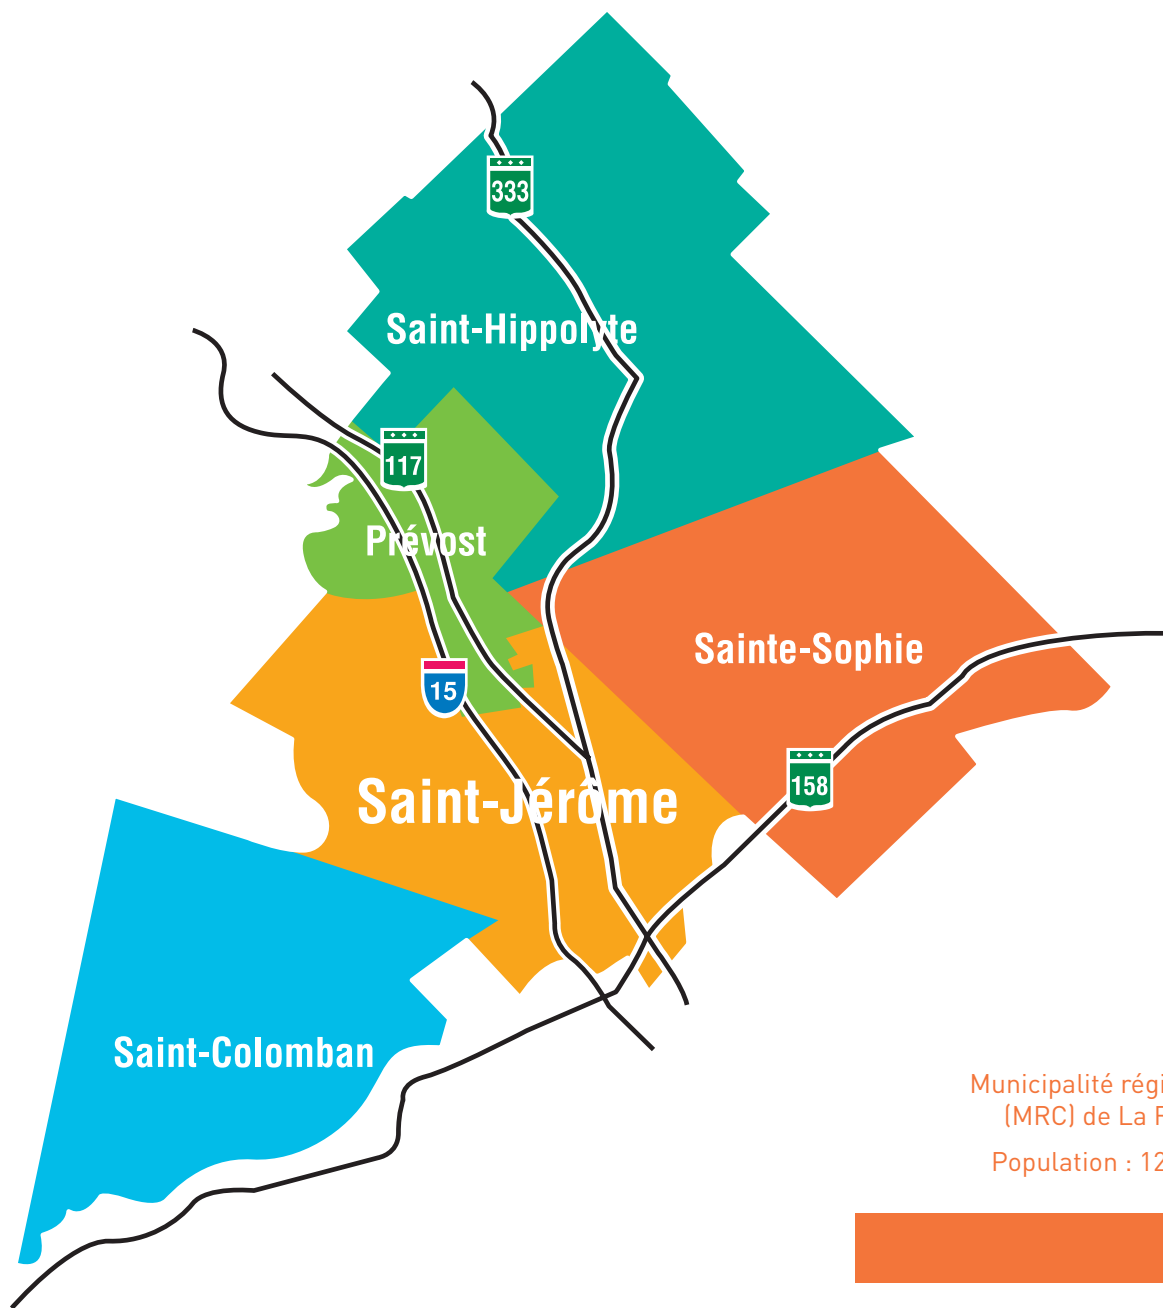 333
Saint-Hippolyte
117
Prévost
Sainte-Sophie
15
158
Saint-Jérôme
Saint-Colomban
Municipalité régi
(MRC) de La
Population : 12